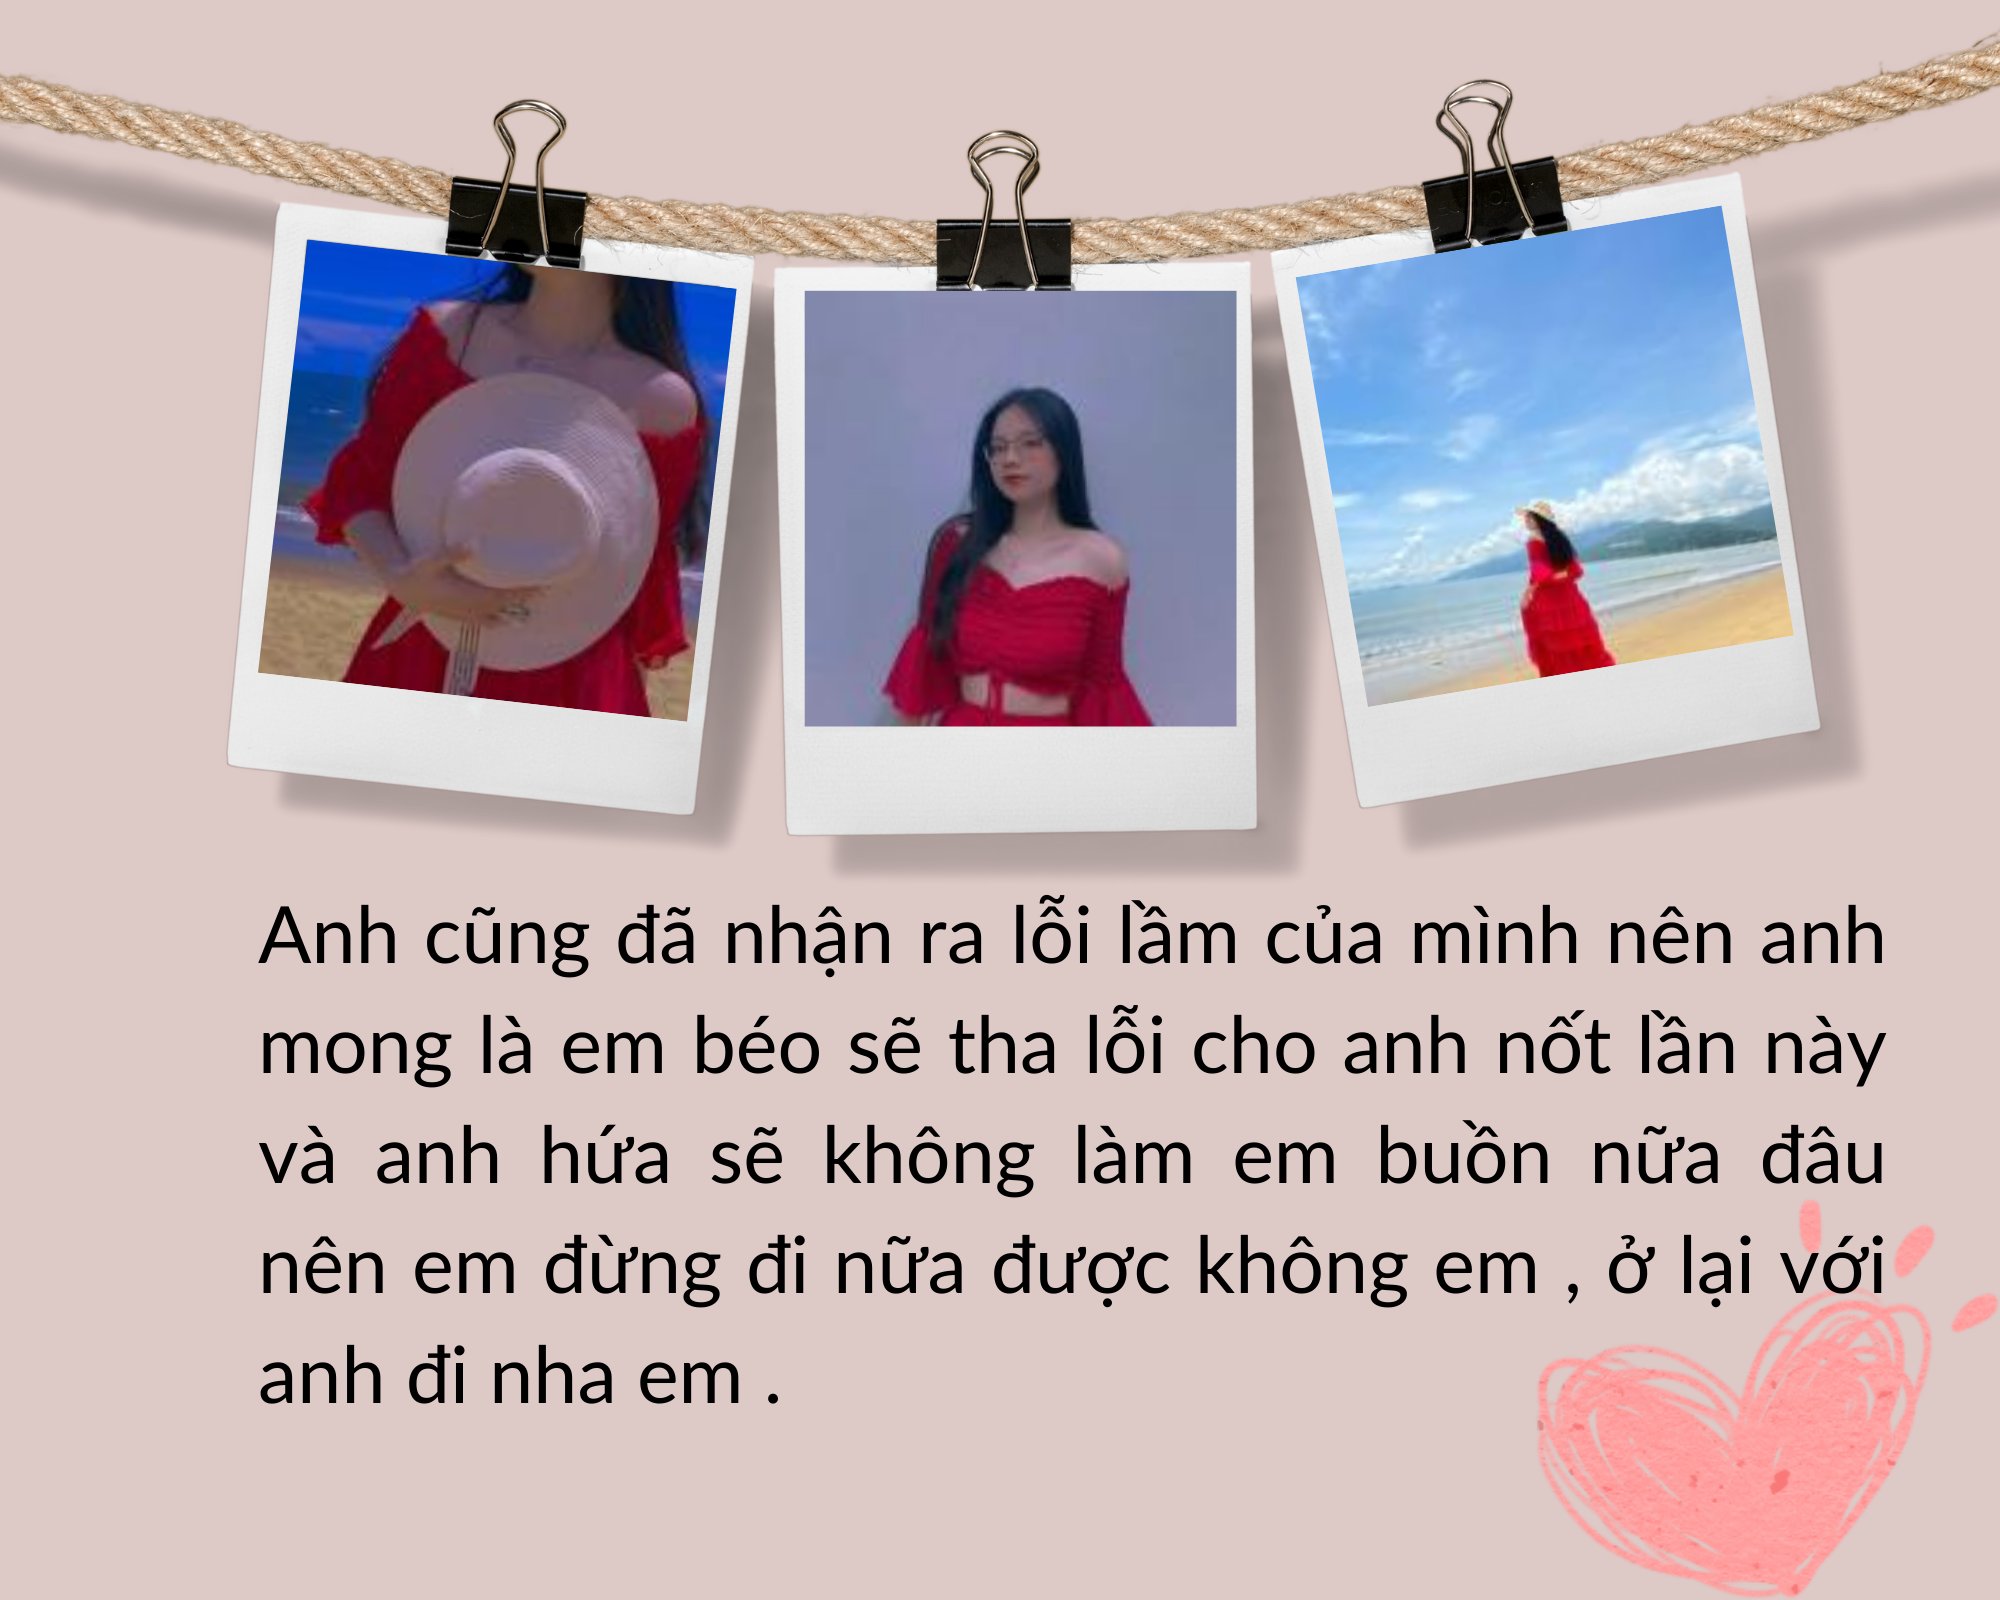 Anh cũng đã nhận ra lỗi lầm của mình nên anh
mong là em béo sẽ tha lỗi cho anh nốt lần này
và anh hứa sẽ không làm em buồn nữa đâu
nên em đừng đi nữa được không em , ở lại với
anh đi nha em .